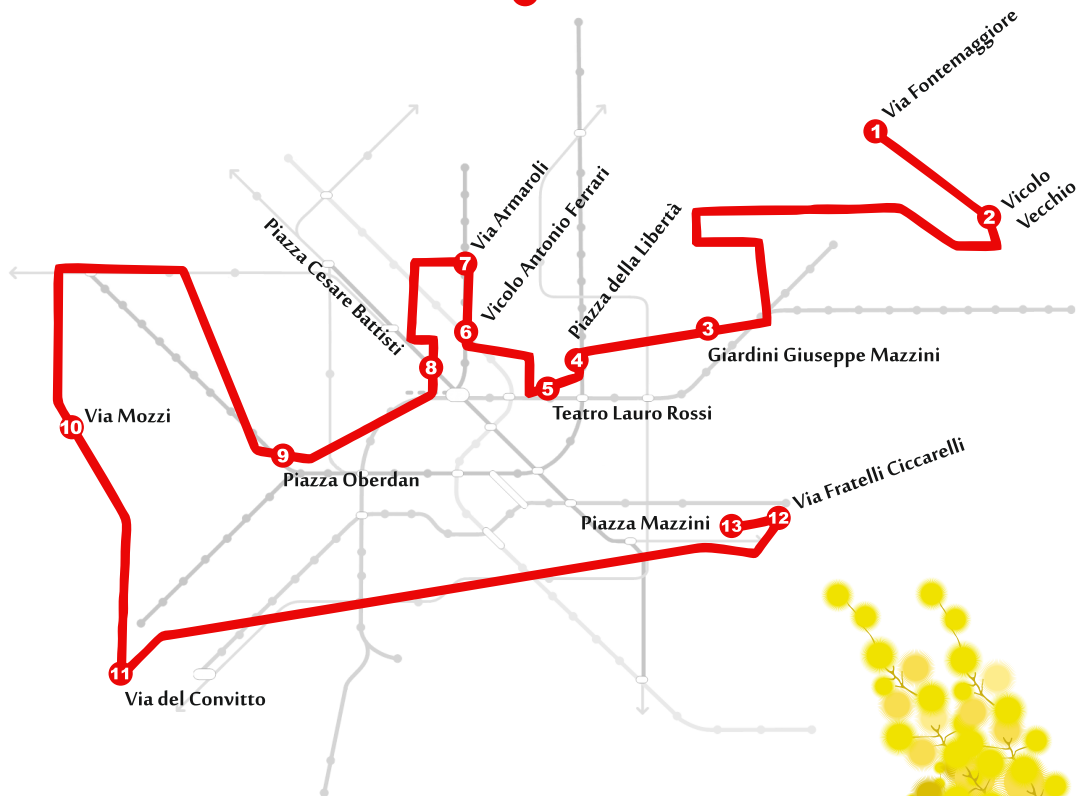 1 Via Fontemaggiore
2 Vicolo
Vecchio
3 Giardini Giuseppe Mazzini
4 Piazza della Libertà
5 Teatro Lauro Rossi
6 Vicolo Antonio Ferrari
7 Via Armaroli
8 Piazza Cesare Battisti
9 Piazza Oberdan
10 Via Mozzi
11 Via del Convitto
12 Via Fratelli Ciccarelli
13 Piazza Mazzini